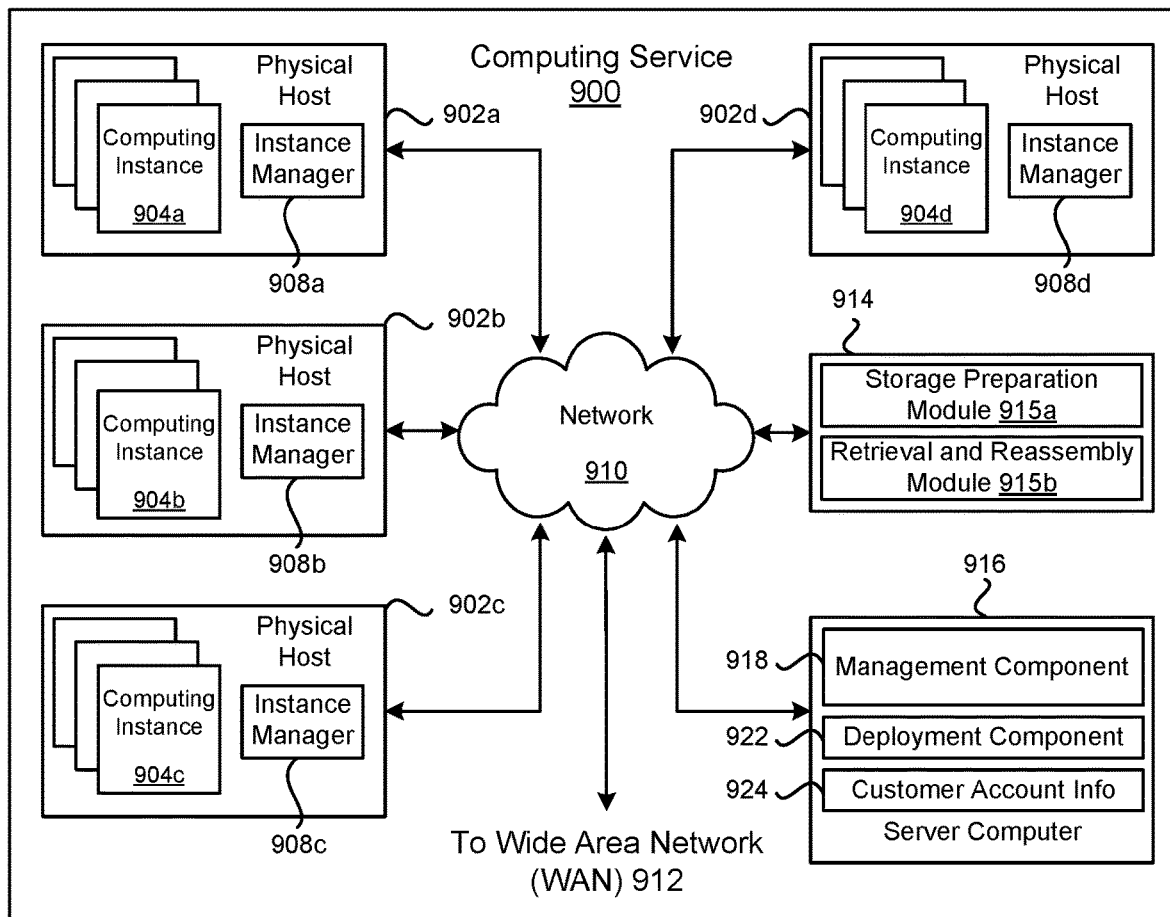 Computing Service
900
Physical
Host
Computing
Instance
904a
Instance
Manager
902a
908a
Physical
Host
Computing
Instance
904b
Instance
Manager
902b
908b
Physical
Host
Computing
Instance
904c
Instance
Manager
902c
908c
Network
910
To Wide Area Network
(WAN) 912
902d
Physical
Host
Computing
Instance
904d
Instance
Manager
908d
914
Storage Preparation
Module 915a
Retrieval and Reassembly
Module 915b
916
918
Management Component
922
Deployment Component
924
Customer Account Info
Server Computer